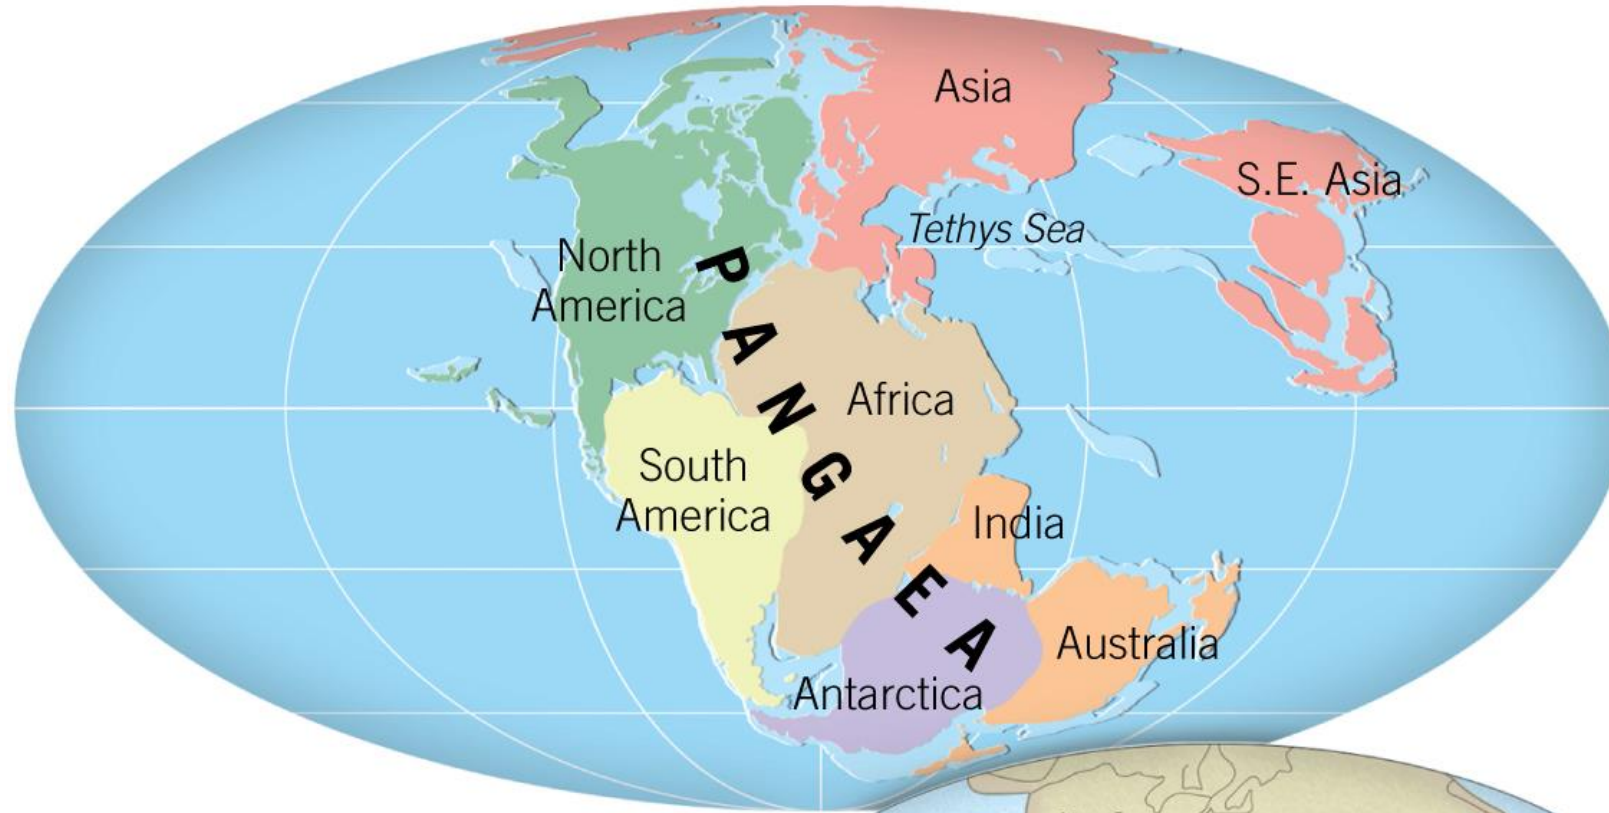 Asia
S.E. Asia
Tethys Sea
North
America
PANGAEA
Africa
South
America
India
Australia
Antarctica